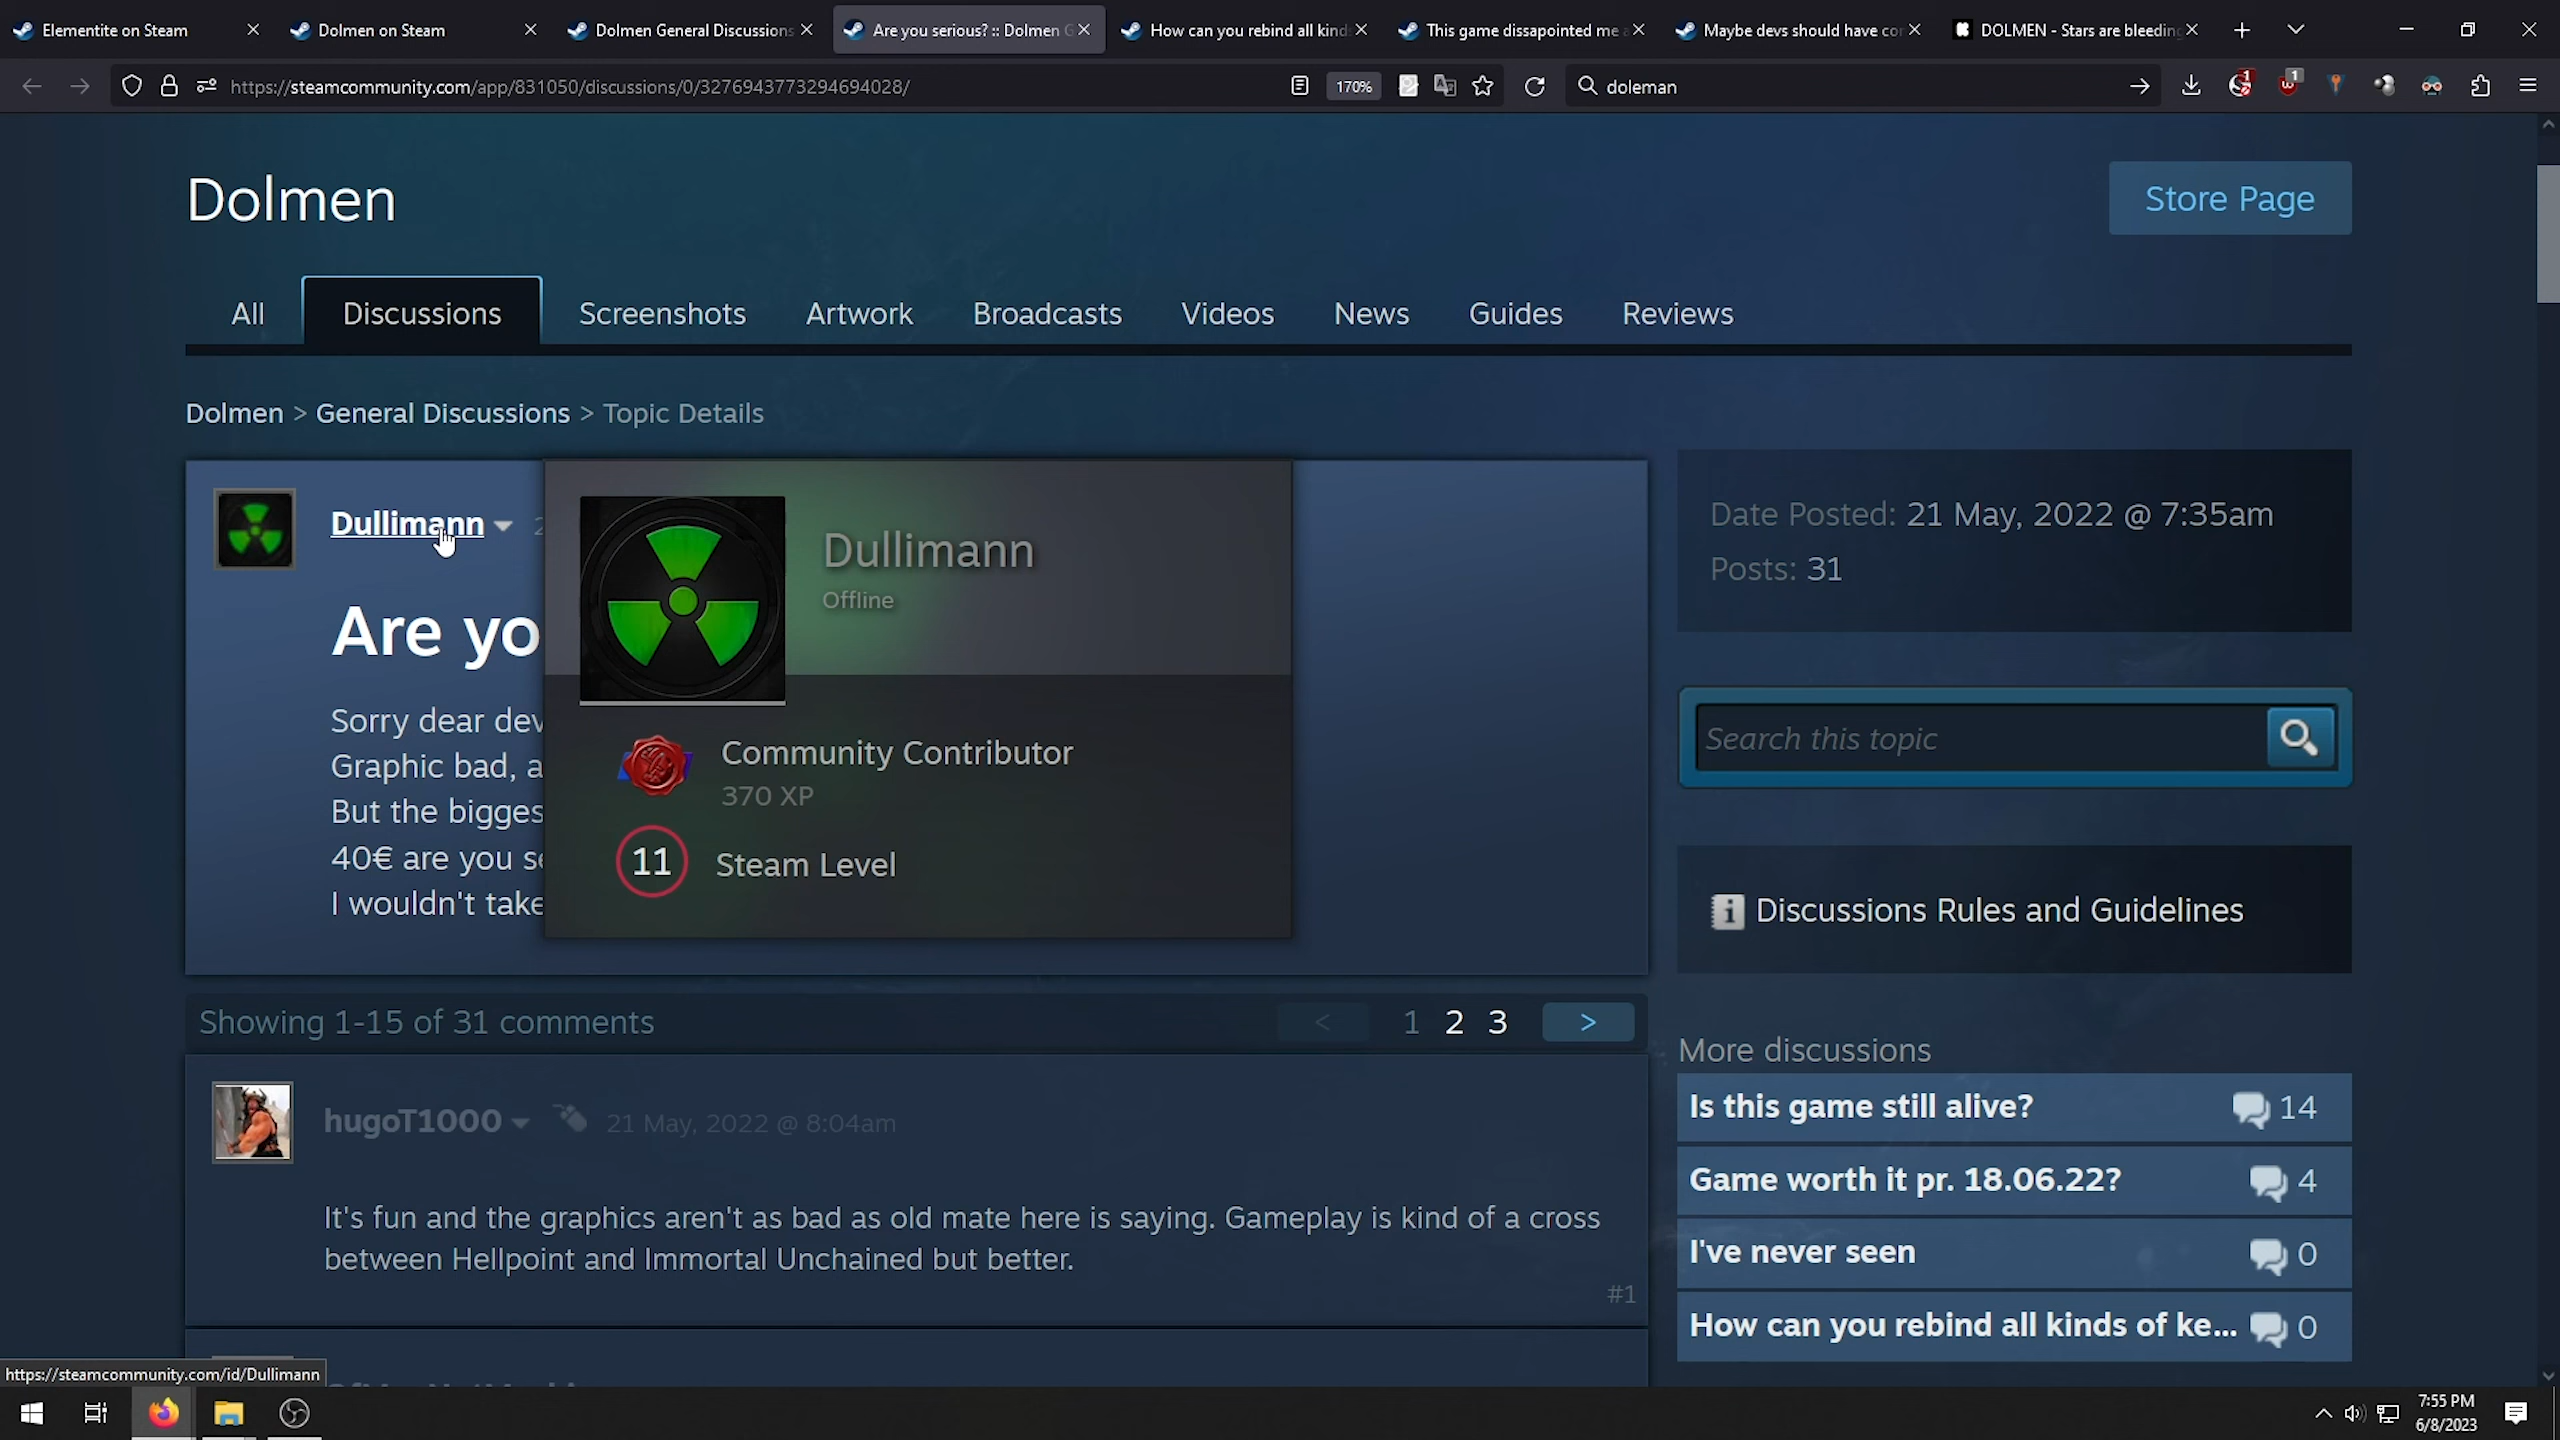 Elementite on Steam
Dolmen on Steam
Dolmen General Discussions
Are you serious? :: Dolmen G
How can you rebind all kind
This game dissapointed me a
Maybe devs should have co
DOLMEN - Stars are bleeding
https://steamcommunity.com/app/831050/discussions/0/3276943773294694028/
170%
doleman
1
1
Dolmen
Store Page
All
Discussions
Screenshots
Artwork
Broadcasts
Videos
News
Guides
Reviews
Dolmen > General Discussions > Topic Details
Dullimann
2
Are yo
Sorry dear dev
Graphic bad, a
But the bigges
40€ are you se
I wouldn't take
Dullimann
Offline
Community Contributor
370 XP
11 Steam Level
Date Posted: 21 May, 2022 @ 7:35am
Posts: 31
Search this topic
Discussions Rules and Guidelines
Showing 1-15 of 31 comments
< 1 2 3 >
hugoT1000
21 May, 2022 @ 8:04am
It's fun and the graphics aren't as bad as old mate here is saying. Gameplay is kind of a cross
between Hellpoint and Immortal Unchained but better.
#1
More discussions
Is this game still alive? 14
Game worth it pr. 18.06.22? 4
I've never seen 0
How can you rebind all kinds of ke... 0
https://steamcommunity.com/id/Dullimann
7:55 PM
6/8/2023